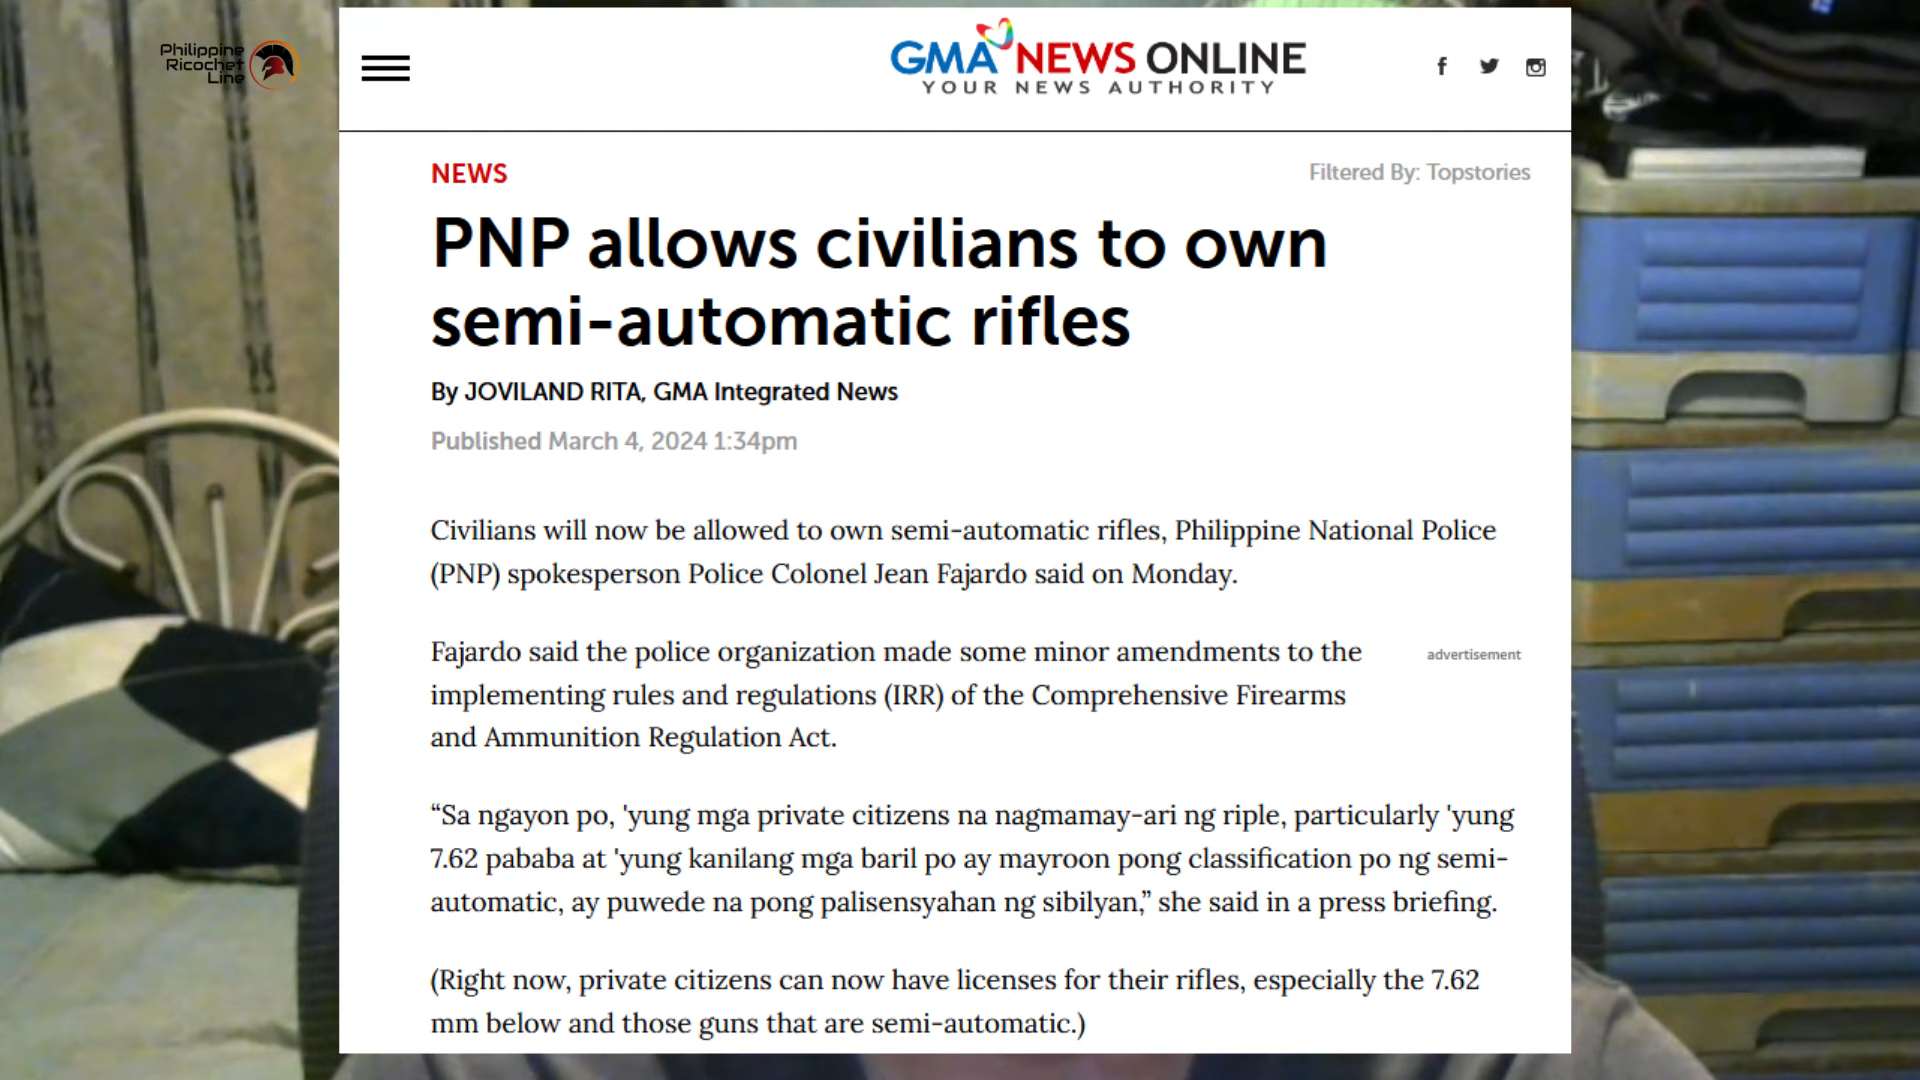 Philippine
Ricochet
Line
GMA NEWS ONLINE
YOUR NEWS AUTHORITY
NEWS
Filtered By: Topstories
PNP allows civilians to own
semi-automatic rifles
By JOVILAND RITA, GMA Integrated News
Published March 4, 2024 1:34pm
Civilians will now be allowed to own semi-automatic rifles, Philippine National Police
(PNP) spokesperson Police Colonel Jean Fajardo said on Monday.
Fajardo said the police organization made some minor amendments to the
advertisement
implementing rules and regulations (IRR) of the Comprehensive Firearms
and Ammunition Regulation Act.
“Sa ngayon po, 'yung mga private citizens na nagmamay-ari ng riple, particularly 'yung
7.62 pababa at 'yung kanilang mga baril po ay mayroon pong classification po ng semi-
automatic, ay puwede na pong palisensyahan ng sibilyan,” she said in a press briefing.
(Right now, private citizens can now have licenses for their rifles, especially the 7.62
mm below and those guns that are semi-automatic.)